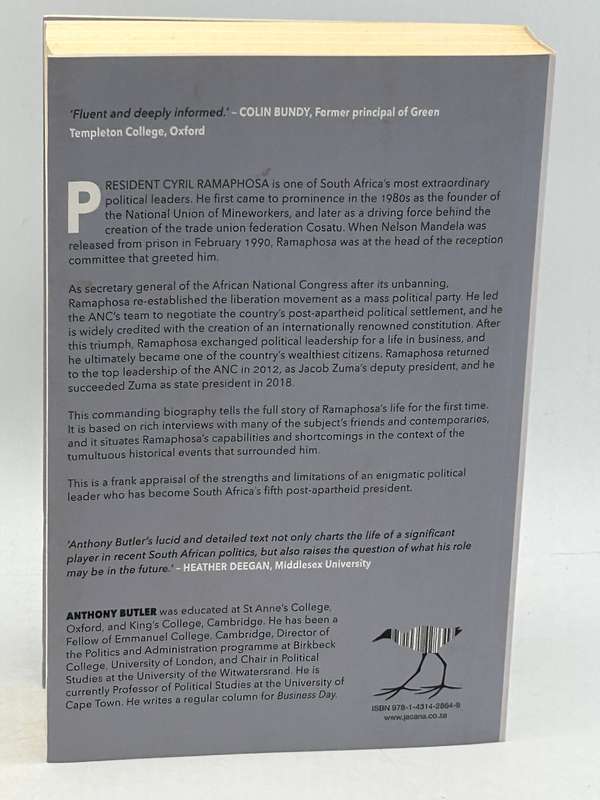 'Fluent and deeply informed.' – COLIN BUNDY, Former principal of Green
Templeton College, Oxford
PRESIDENT CYRIL RAMAPHOSA is one of South Africa's most extraordinary
political leaders. He first came to prominence in the 1980s as the founder of
the National Union of Mineworkers, and later as a driving force behind the
creation of the trade union federation Cosatu. When Nelson Mandela was
released from prison in February 1990, Ramaphosa was at the head of the reception
committee that greeted him.
As secretary general of the African National Congress after its unbanning,
Ramaphosa re-established the liberation movement as a mass political party. He led
the ANC's team to negotiate the country's post-apartheid political settlement, and he
is widely credited with the creation of an internationally renowned constitution. After
this triumph, Ramaphosa exchanged political leadership for a life in business, and
he ultimately became one of the country's wealthiest citizens. Ramaphosa returned
to the top leadership of the ANC in 2012, as Jacob Zuma's deputy president, and he
succeeded Zuma as state president in 2018.
This commanding biography tells the full story of Ramaphosa's life for the first time.
It is based on rich interviews with many of the subject's friends and contemporaries,
and it situates Ramaphosa's capabilities and shortcomings in the context of the
tumultuous historical events that surrounded him.
This is a frank appraisal of the strengths and limitations of an enigmatic political
leader who has become South Africa's fifth post-apartheid president.
'Anthony Butler's lucid and detailed text not only charts the life of a significant
player in recent South African politics, but also raises the question of what his role
may be in the future.' – HEATHER DEEGAN, Middlesex University
ANTHONY BUTLER was educated at St Anne's College,
Oxford, and King's College, Cambridge. He has been a
Fellow of Emmanuel College, Cambridge, Director of
the Politics and Administration programme at Birkbeck
College, University of London, and Chair in Political
Studies at the University of the Witwatersrand. He is
currently Professor of Political Studies at the University of
Cape Town. He writes a regular column for Business Day.
ISBN 978-1-4314-2864-9
www.jacana.co.za